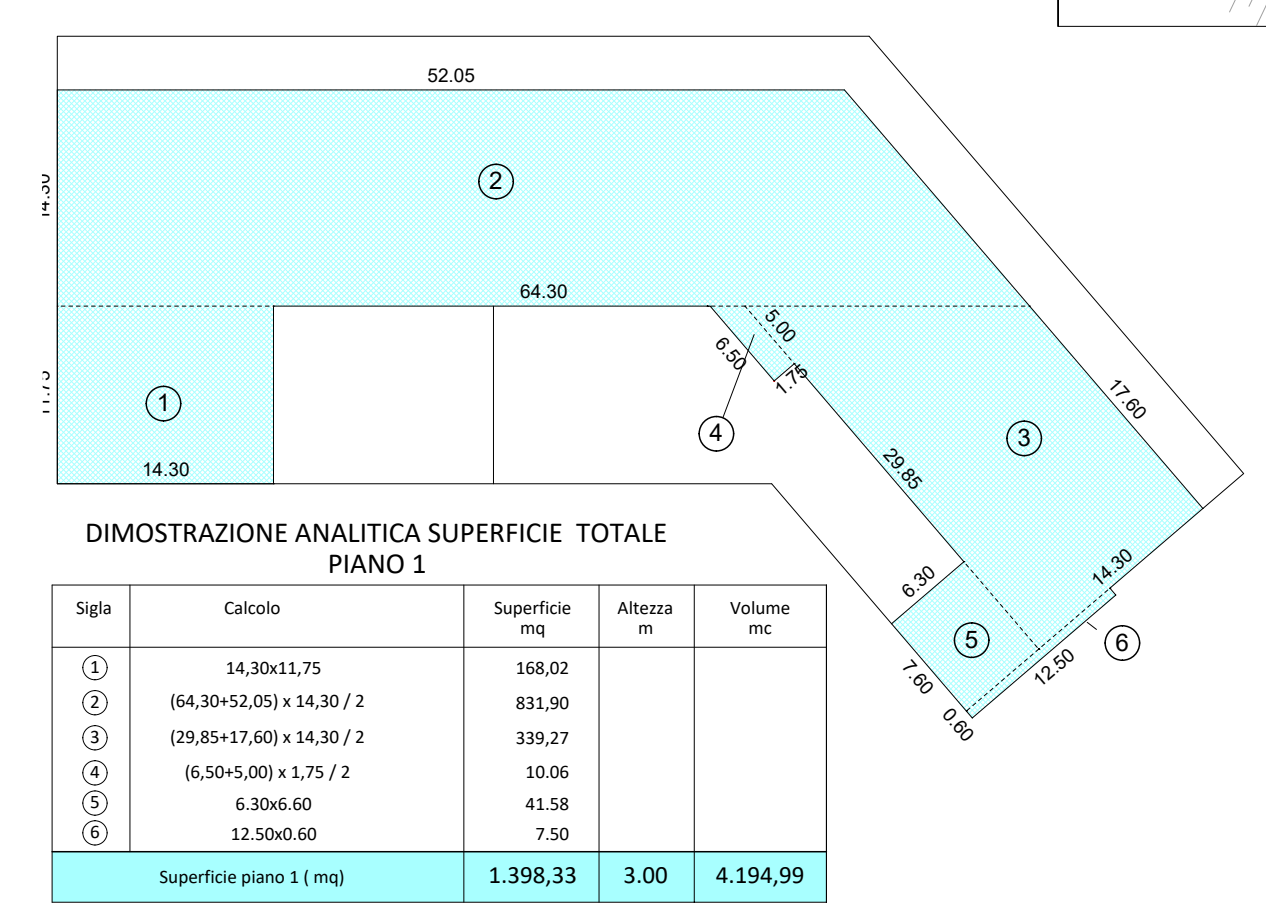 52.05
2
64.30
5.00
6.50
1.75
17.60
1
4
3
14.30
29.85
DIMOSTRAZIONE ANALITICA SUPERFICIE TOTALE
PIANO 1
6.30
14.30
5
6
12.50
7.60
0.60
Sigla Calcolo Superficie mq Altezza m Volume mc
1 14,30x11,75 168,02
2 (64,30+52,05) x 14,30 / 2 831,90
3 (29,85+17,60) x 14,30 / 2 339,27
4 (6,50+5,00) x 1,75 / 2 10.06
5 6.30x6.60 41.58
6 12.50x0.60 7.50
Superficie piano 1 ( mq) 1.398,33 3.00 4.194,99